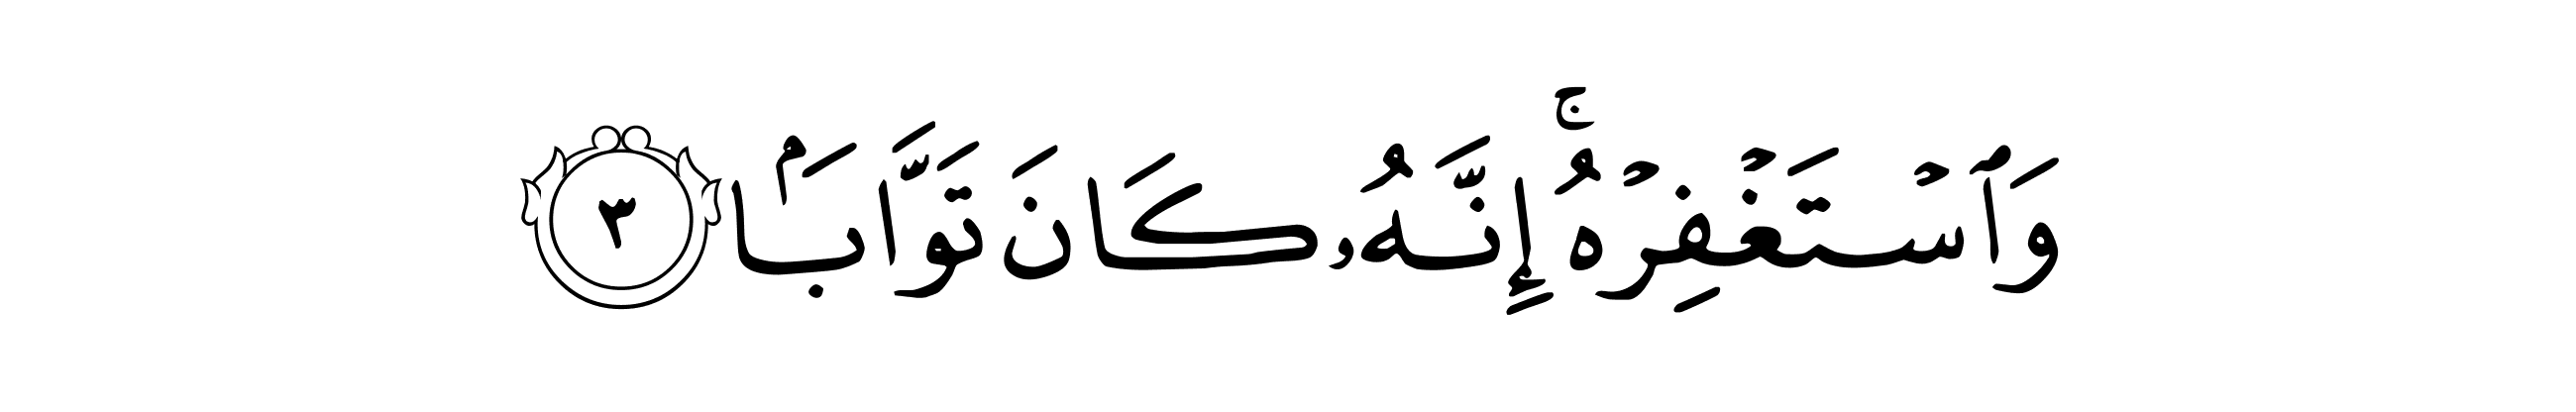 وَٱسۡتَغۡفِرۡهُۚ إِنَّهُۥ كَانَ تَوَّابَۢا ٣